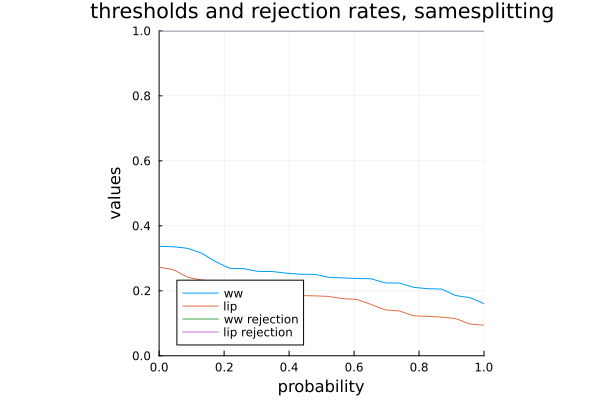 thresholds and rejection rates, samesplitting
1.0
0.8
0.6
0.4
0.2
0.0
values
ww
lip
ww rejection
lip rejection
0.0 0.2 0.4 0.6 0.8 1.0
probability